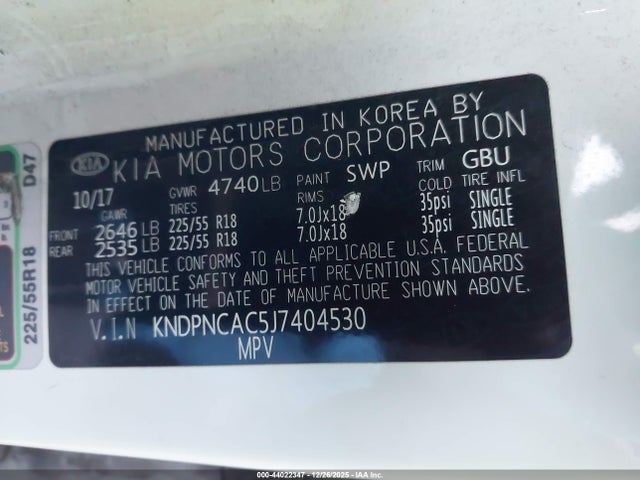 MANUFACTURED IN KOREA BY
KIA KIA MOTORS CORPORATION
10/17 GVWR 4740LB PAINT SWP TRIM GBU
GAWR TIRES RIMS COLD TIRE INFL
FRONT 2646 LB 225/55 R18 7.0Jx18 35psi SINGLE
REAR 2535 LB 225/55 R18 7.0Jx18 35psi SINGLE
THIS VEHICLE CONFORMS TO ALL APPLICABLE U.S.A. FEDERAL
MOTOR VEHICLE SAFETY AND THEFT PREVENTION STANDARDS
IN EFFECT ON THE DATE OF MANUFACTURE SHOWN ABOVE.
V.I.N KNDPNCAC5J7404530
MPV
225/55R18 D47
000-44022347 - 12/26/2025 - IAA Inc.